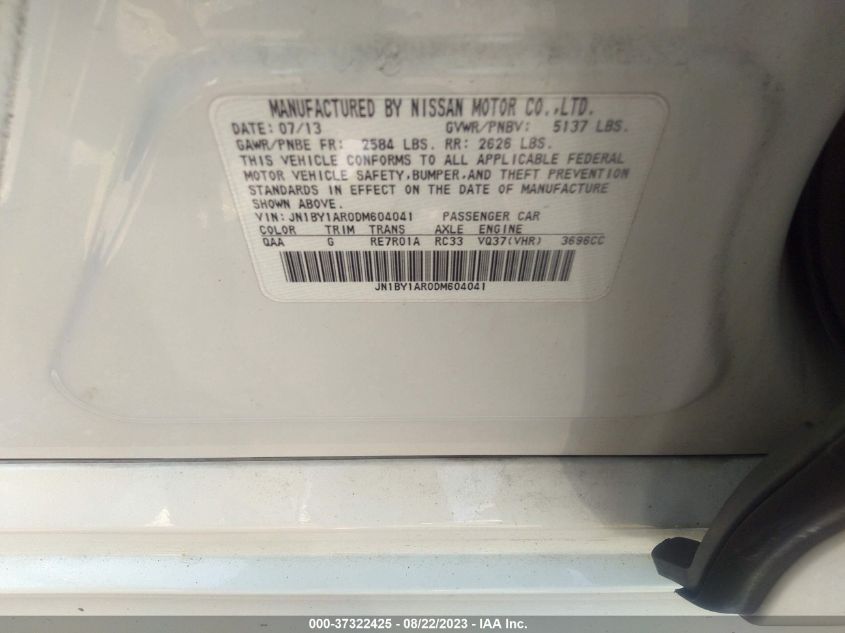 MANUFACTURED BY NISSAN MOTOR CO.,LTD.
DATE: 07/13 GVWR/PNBV: 5137 LBS.
GAWR/PNBE FR: 2584 LBS. RR: 2626 LBS.
THIS VEHICLE CONFORMS TO ALL APPLICABLE FEDERAL
MOTOR VEHICLE SAFETY,BUMPER,AND THEFT PREVENTION
STANDARDS IN EFFECT ON THE DATE OF MANUFACTURE
SHOWN ABOVE.
VIN: JN1BY1AR0DM604041 PASSENGER CAR
COLOR TRIM TRANS AXLE ENGINE
QAA G RE7R01A RC33 VQ37(VHR) 3696CC
JN1BY1AR0DM604041
000-37322425 - 08/22/2023 - IAA Inc.